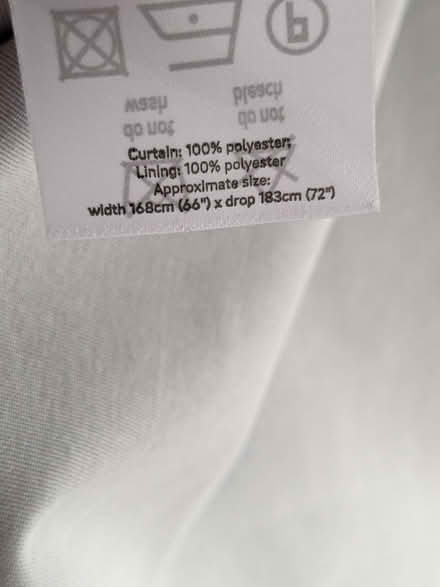 P
do not
wash
do not
bleach
Curtain: 100% polyester;
Lining: 100% polyester
Approximate size:
width 168cm (66") x drop 183cm (72")